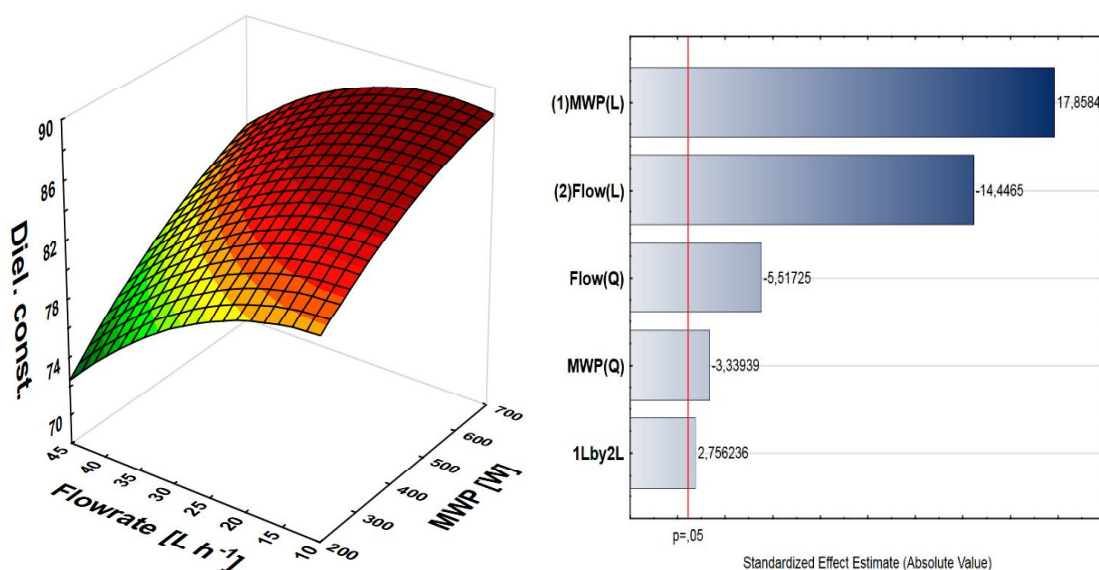 90
86
82
78
74
70
Diel. const.
45
40
35
30
25
20
15
10
Flowrate [L h⁻¹]
200
300
400
500
600
700
MWP [W]
(1)MWP(L)
17,8584
(2)Flow(L)
-14,4465
Flow(Q)
-5,51725
MWP(Q)
-3,33939
1Lby2L
2,756236
p=,05
Standardized Effect Estimate (Absolute Value)